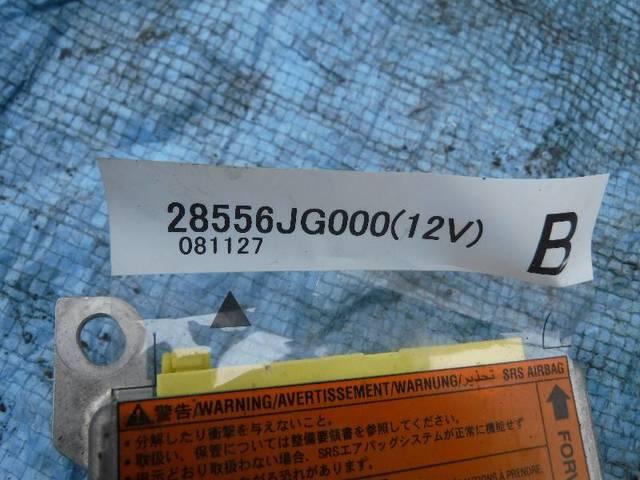 28556JG000(12V)
081127
B
警告/WARNING/AVERTISSEMENT/WARNUNG/تحذير SRS AIRBAG
・分解したり衝撃を与えないこと。
・取扱い、保管については整備要領書を参照してください。
・指示どおり取扱わない場合、SRSエアバッグシステムが正常に機能せず
FORW